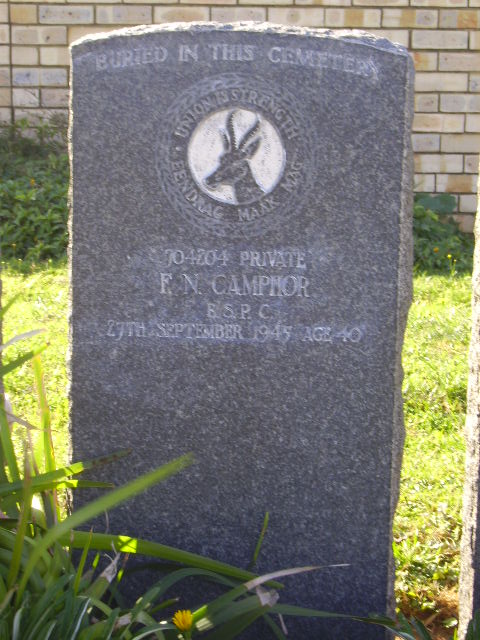 BURIED IN THIS CEMETERY
UNION IS STRENGTH
EENDRAG MAAK MAG
704204 PRIVATE
F. N. CAMPHOR
E.S.P.C.
27TH SEPTEMBER 1945 AGE 40